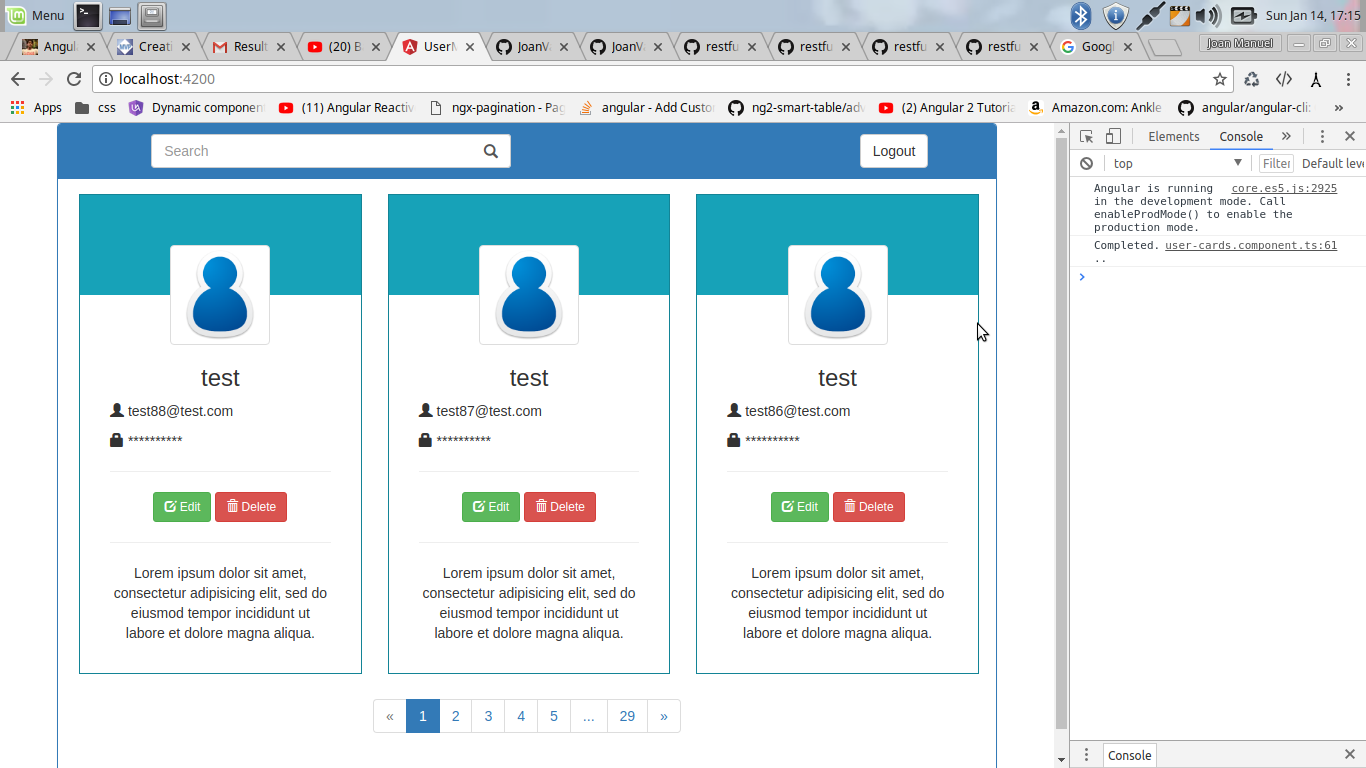 Menu
Sun Jan 14, 17:15
Angul
Creati
Result
(20) B
UserM
JoanVa
JoanVa
restfu
restfu
restfu
restfu
Googl
Joan Manuel
localhost:4200
Apps
css
Dynamic componen
(11) Angular Reactiv
ngx-pagination - Pag
angular - Add Custo
ng2-smart-table/adv
(2) Angular 2 Tutoria
Amazon.com: Ankle
angular/angular-cli:
»
Search
Logout
test
test88@test.com
**********
Edit
Delete
Lorem ipsum dolor sit amet,
consectetur adipisicing elit, sed do
eiusmod tempor incididunt ut
labore et dolore magna aliqua.
test
test87@test.com
**********
Edit
Delete
Lorem ipsum dolor sit amet,
consectetur adipisicing elit, sed do
eiusmod tempor incididunt ut
labore et dolore magna aliqua.
test
test86@test.com
**********
Edit
Delete
Lorem ipsum dolor sit amet,
consectetur adipisicing elit, sed do
eiusmod tempor incididunt ut
labore et dolore magna aliqua.
« 1 2 3 4 5 ... 29 »
Elements
Console
»
top
Filter
Default leve
Angular is running core.es5.js:2925
in the development mode. Call
enableProdMode() to enable the
production mode.
Completed. user-cards.component.ts:61
..
Console